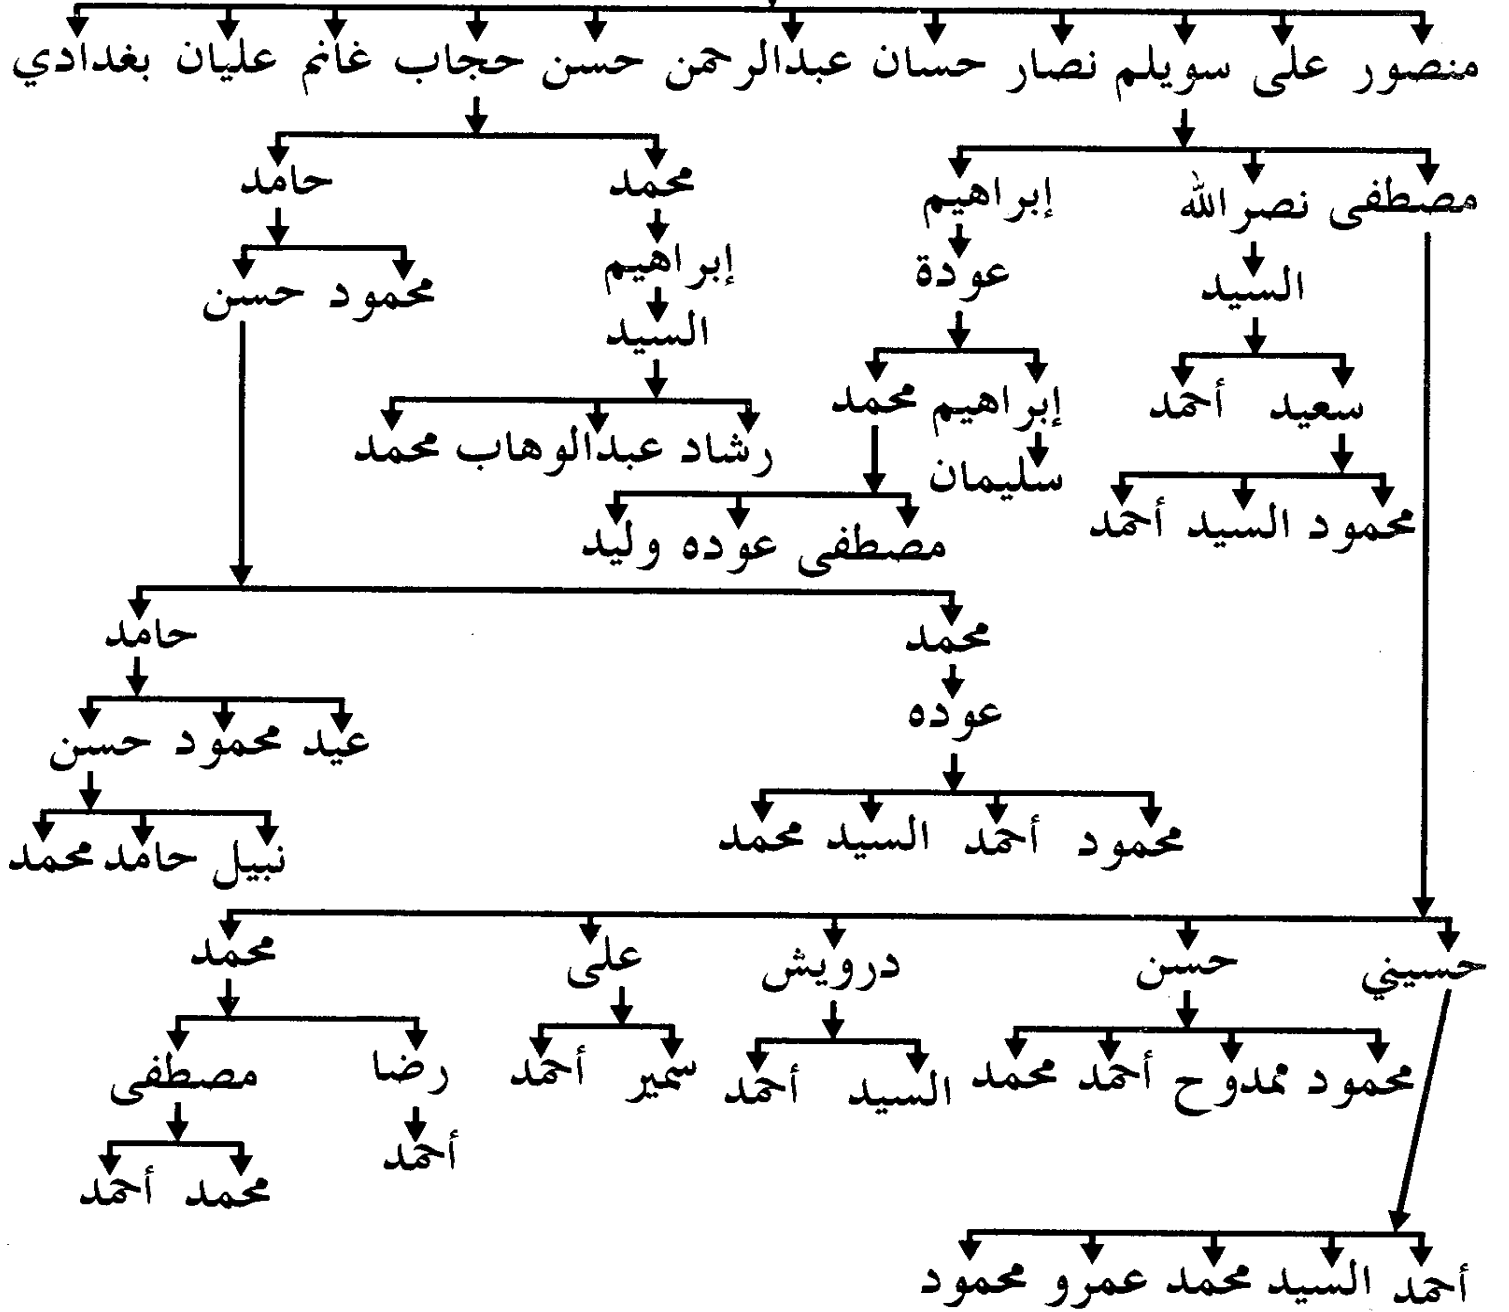 منصور على سويلم نصار حسان عبدالرحمن حسن حجاب غانم عليان بغدادي
مصطفى نصرالله إبراهيم محمد حامد
السيد عودة إبراهيم محمود حسن
السيد
سعيد أحمد إبراهيم محمد
رشاد عبدالوهاب محمد
سليمان
محمود السيد أحمد
مصطفى عوده وليد
محمد حامد
عوده
عيد محمود حسن
محمود أحمد السيد محمد
نبيل حامد محمد
حسيني حسن درويش على محمد
محمود ممدوح أحمد محمد السيد أحمد سمير أحمد رضا مصطفى
أحمد
محمد أحمد
أحمد السيد محمد عمرو محمود